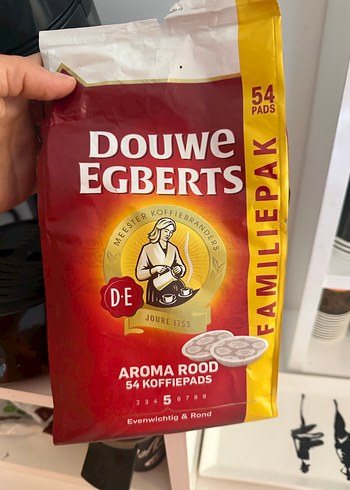 54
PADS
FAMILIEPAK
DOUWE
EGBERTS
MEESTER KOFFIEBRANDERS
D·E
JOURE 1753
AROMA ROOD
54 KOFFIEPADS
2 3 4 5 6 7 8 9
Evenwichtig & Rond